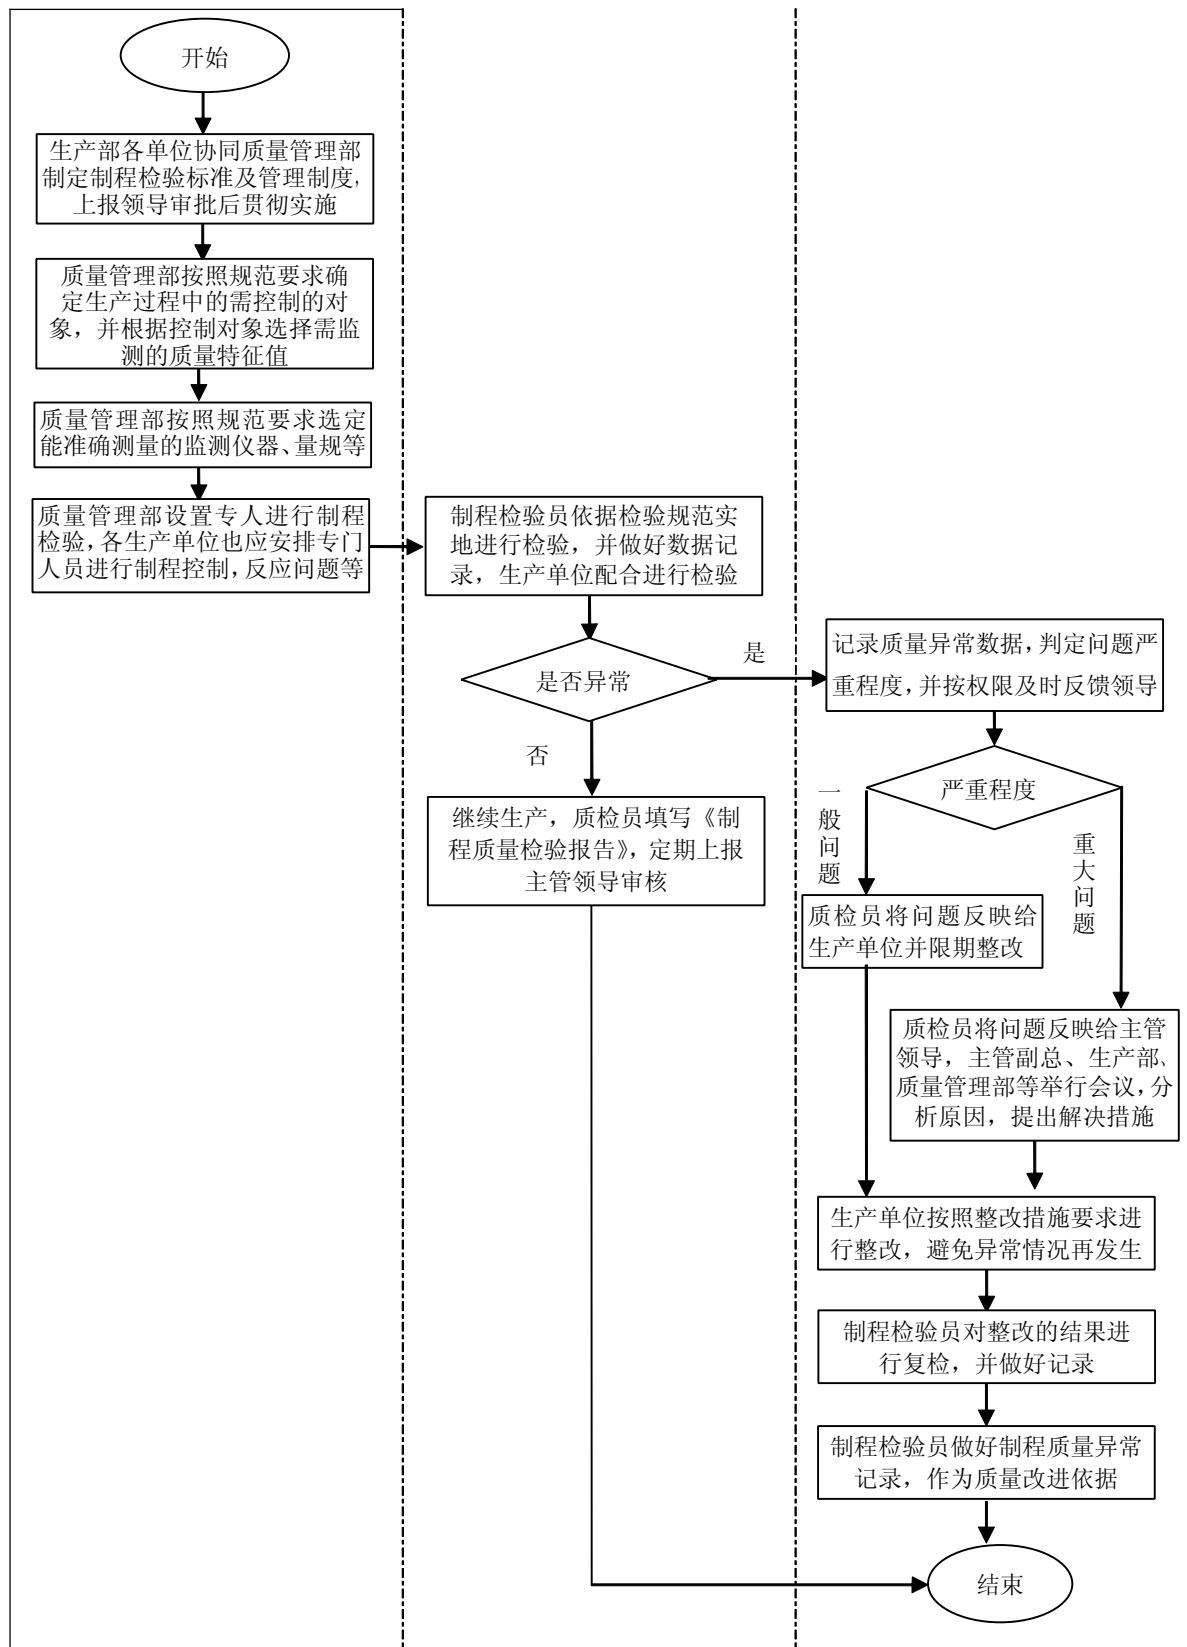 开始
生产部各单位协同质量管理部
制定制程检验标准及管理制度,
上报领导审批后贯彻实施
质量管理部按照规范要求确
定生产过程中的需控制的对
象，并根据控制对象选择需监
测的质量特征值
质量管理部按照规范要求选定
能准确测量的监测仪器、量规等
质量管理部设置专人进行制程
检验,各生产单位也应安排专门
人员进行制程控制,反应问题等
制程检验员依据检验规范实
地进行检验，并做好数据记
录，生产单位配合进行检验
是否异常
是
否
继续生产，质检员填写《制
程质量检验报告》，定期上报
主管领导审核
记录质量异常数据,判定问题严
重程度,并按权限及时反馈领导
严重程度
一般问题
重大问题
质检员将问题反映给
生产单位并限期整改
质检员将问题反映给主管
领导，主管副总、生产部、
质量管理部等举行会议,分
析原因，提出解决措施
生产单位按照整改措施要求进
行整改，避免异常情况再发生
制程检验员对整改的结果进
行复检，并做好记录
制程检验员做好制程质量异常
记录，作为质量改进依据
结束